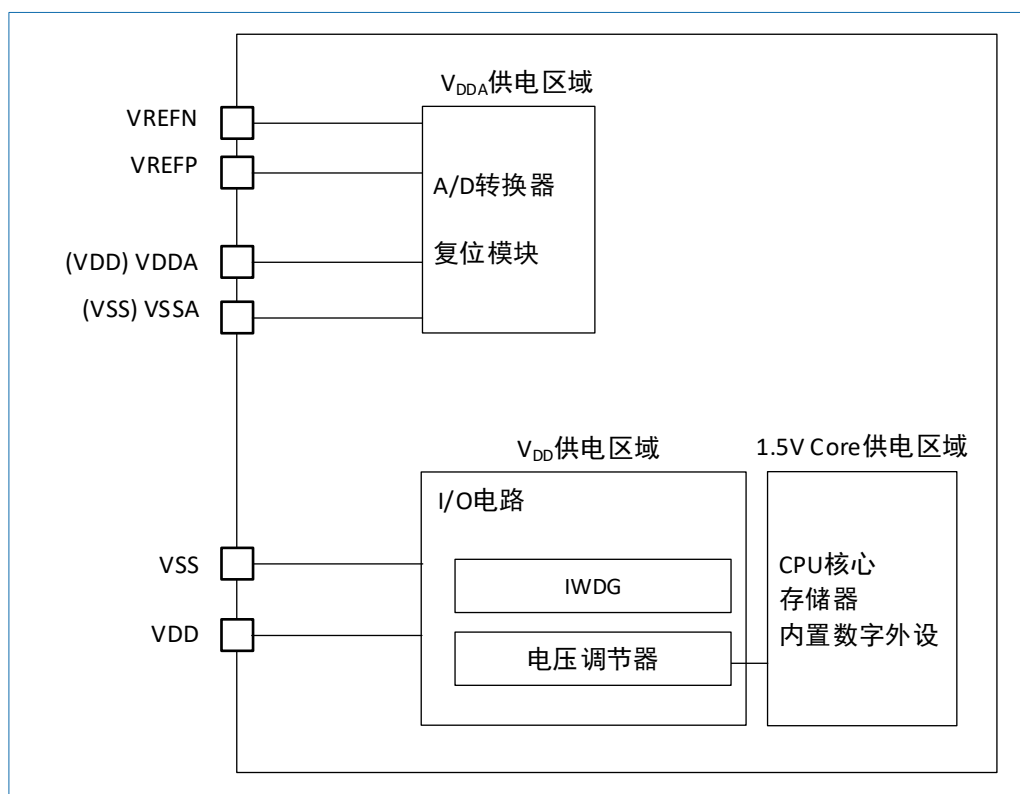 VDDA供电区域
VREFN
VREFP
A/D转换器
复位模块
(VDD) VDDA
(VSS) VSSA
VDD供电区域
1.5V Core供电区域
I/O电路
VSS
IWDG
CPU核心
存储器
VDD
电压调节器
内置数字外设